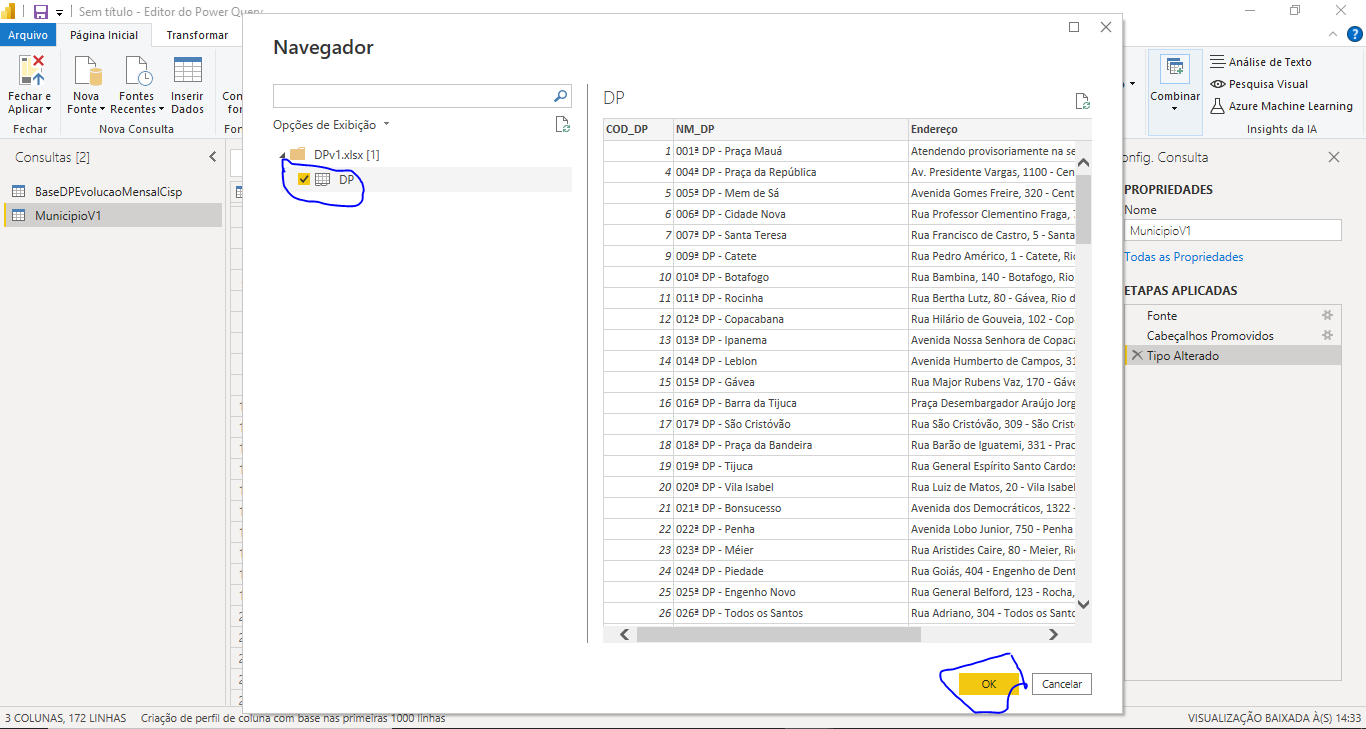 Sem título - Editor do Power Query
Arquivo
Página Inicial
Transformar
Fechar e
Aplicar
Fechar
Nova
Fonte
Fontes
Recentes
Inserir
Dados
Nova Consulta
Combinar
Análise de Texto
Pesquisa Visual
Azure Machine Learning
Insights da IA
Consultas [2]
BaseDPEvolucaoMensalCisp
MunicipioV1
Navegador
Opções de Exibição
DPv1.xlsx [1]
DP
DP
COD_DP NM_DP Endereço
1 001ª DP - Praça Mauá Atendendo provisoriamente na se
4 004ª DP - Praça da República Av. Presidente Vargas, 1100 - Cen
5 005ª DP - Mem de Sá Avenida Gomes Freire, 320 - Cent
6 006ª DP - Cidade Nova Rua Professor Clementino Fraga, 7
7 007ª DP - Santa Teresa Rua Francisco de Castro, 5 - Santa
9 009ª DP - Catete Rua Pedro Américo, 1 - Catete, Rio
10 010ª DP - Botafogo Rua Bambina, 140 - Botafogo, Rio
11 011ª DP - Rocinha Rua Bertha Lutz, 80 - Gávea, Rio d
12 012ª DP - Copacabana Rua Hilário de Gouveia, 102 - Cop
13 013ª DP - Ipanema Avenida Nossa Senhora de Copaca
14 014ª DP - Leblon Avenida Humberto de Campos, 31
15 015ª DP - Gávea Rua Major Rubens Vaz, 170 - Gáve
16 016ª DP - Barra da Tijuca Praça Desembargador Araújo Jorg
17 017ª DP - São Cristóvão Rua São Cristóvão, 309 - São Crist
18 018ª DP - Praça da Bandeira Rua Barão de Iguatemi, 331 - Prac
19 019ª DP - Tijuca Rua General Espírito Santo Cardos
20 020ª DP - Vila Isabel Rua Luiz de Matos, 20 - Vila Isabel
21 021ª DP - Bonsucesso Avenida dos Democráticos, 1322 -
22 022ª DP - Penha Avenida Lobo Junior, 750 - Penha
23 023ª DP - Méier Rua Aristides Caire, 80 - Meier, Rio
24 024ª DP - Piedade Rua Goiás, 404 - Engenho de Dent
25 025ª DP - Engenho Novo Rua General Belford, 123 - Rocha,
26 026ª DP - Todos os Santos Rua Adriano, 304 - Todos os Santo
OK
Cancelar
onfig. Consulta
PROPRIEDADES
Nome
MunicipioV1
Todas as Propriedades
ETAPAS APLICADAS
Fonte
Cabeçalhos Promovidos
Tipo Alterado
3 COLUNAS, 172 LINHAS Criação de perfil de coluna com base nas primeiras 1000 linhas
VISUALIZAÇÃO BAIXADA À(S) 14:33